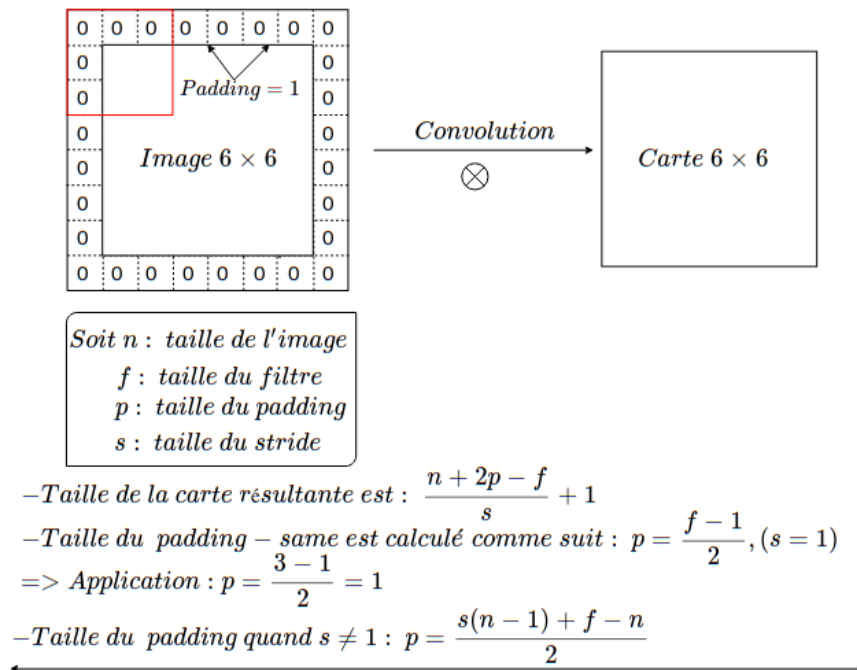 0 0 0 0 0 0 0 0
0 0
0 Padding = 1 0
0 0
0 Image 6 × 6 0
0 0
0 0
0 0 0 0 0 0 0 0
Convolution
⊗
Carte 6 × 6
Soit n : taille de l'image
f : taille du filtre
p : taille du padding
s : taille du stride
−Taille de la carte résultante est : \frac{n + 2p − f}{s} + 1
−Taille du padding − same est calculé comme suit : p = \frac{f − 1}{2}, (s = 1)
=> Application : p = \frac{3 − 1}{2} = 1
−Taille du padding quand s ≠ 1 : p = \frac{s(n − 1) + f − n}{2}